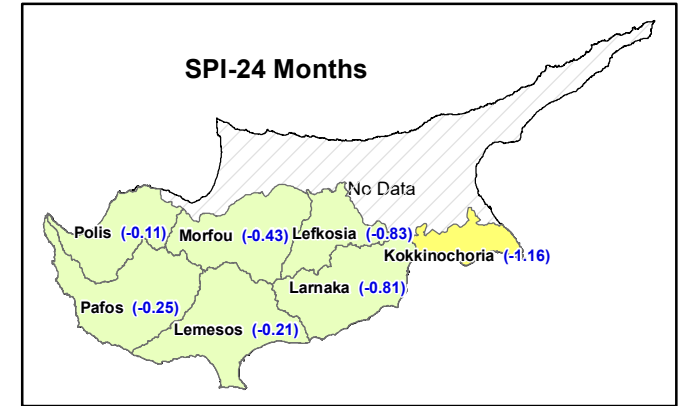 SPI-24 Months
No Data
Polis (-0.11)
Morfou (-0.43)
Lefkosia (-0.83)
Kokkinochoria (-1.16)
Larnaka (-0.81)
Pafos (-0.25)
Lemesos (-0.21)